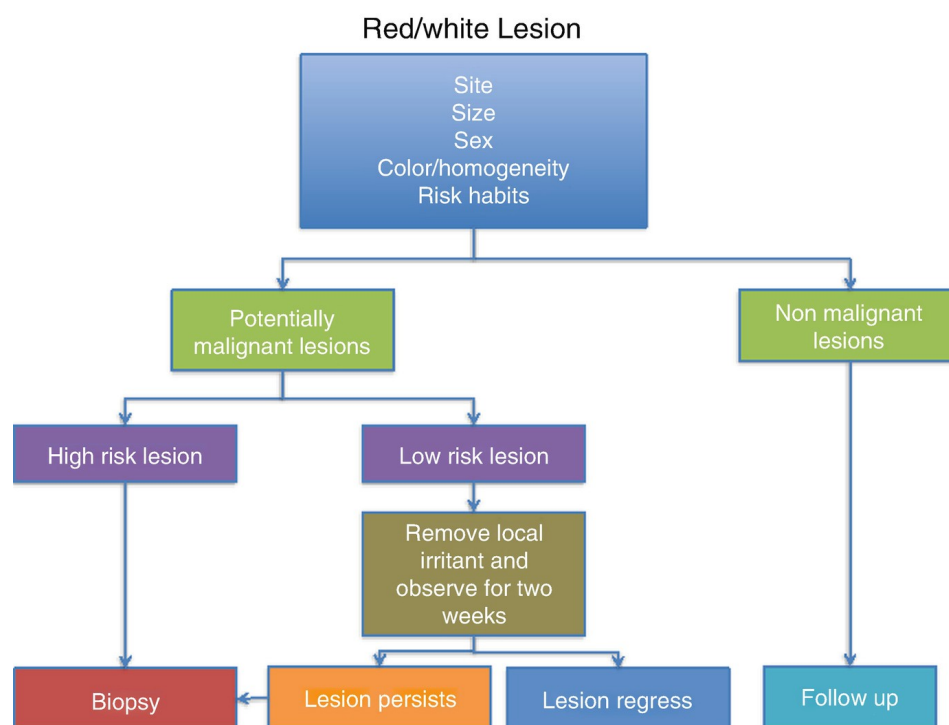 Red/white Lesion
Site
Size
Sex
Color/homogeneity
Risk habits
Potentially
malignant lesions
Non malignant
lesions
High risk lesion
Low risk lesion
Remove local
irritant and
observe for two
weeks
Biopsy
Lesion persists
Lesion regress
Follow up